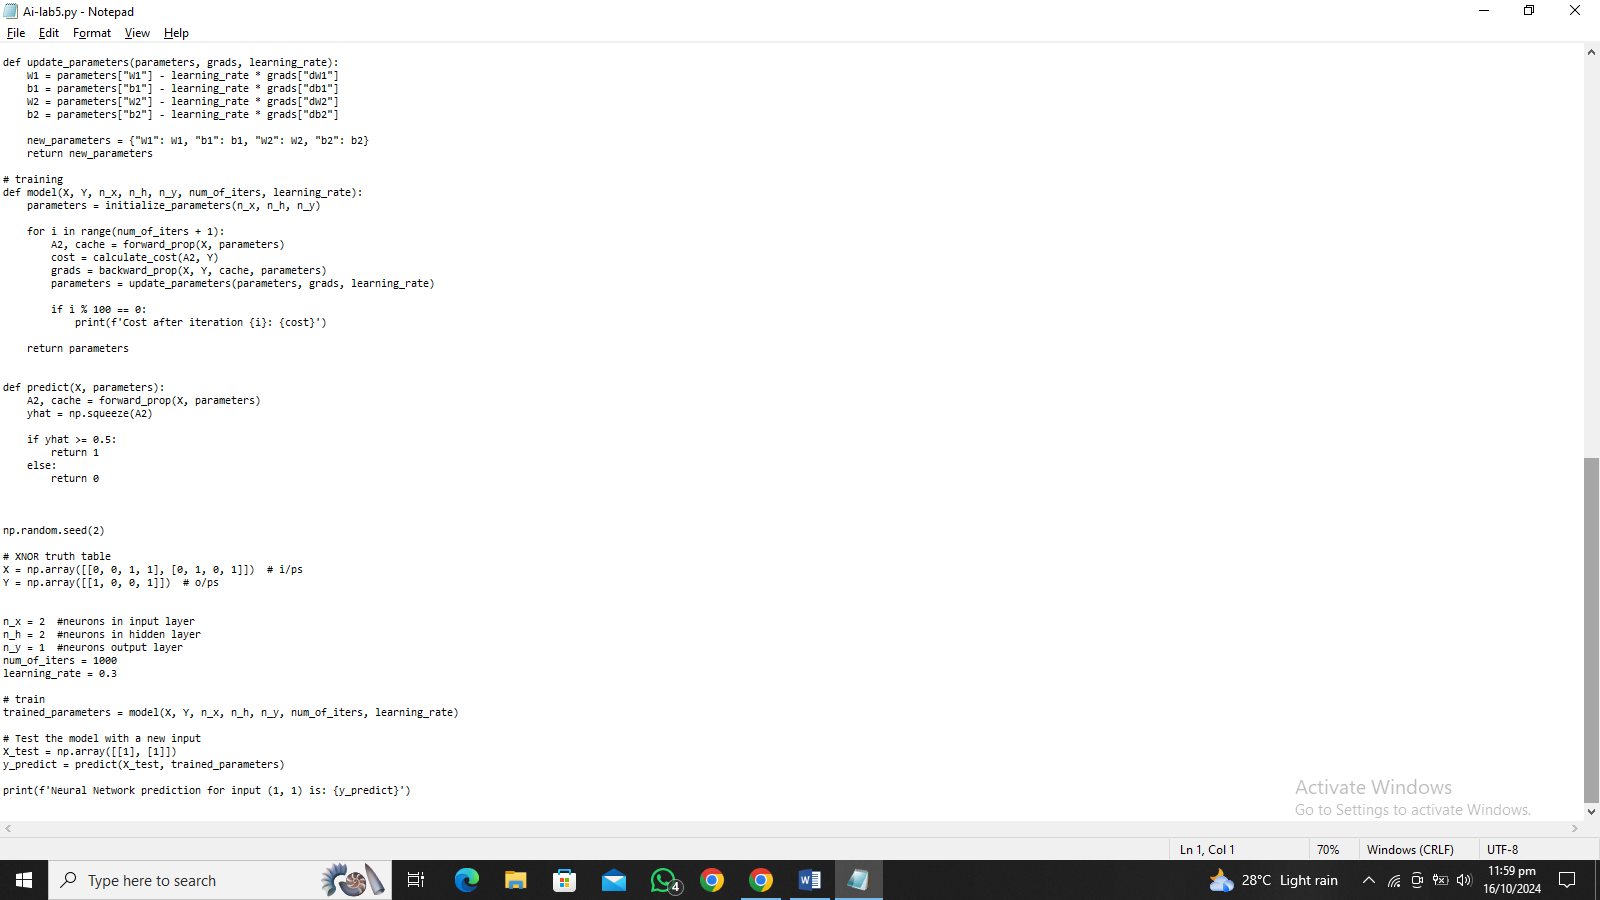 Ai-lab5.py - Notepad
File Edit Format View Help
def update_parameters(parameters, grads, learning_rate):
    W1 = parameters["W1"] - learning_rate * grads["dW1"]
    b1 = parameters["b1"] - learning_rate * grads["db1"]
    W2 = parameters["W2"] - learning_rate * grads["dW2"]
    b2 = parameters["b2"] - learning_rate * grads["db2"]
    new_parameters = {"W1": W1, "b1": b1, "W2": W2, "b2": b2}
    return new_parameters
# training
def model(X, Y, n_x, n_h, n_y, num_of_iters, learning_rate):
    parameters = initialize_parameters(n_x, n_h, n_y)
    for i in range(num_of_iters + 1):
        A2, cache = forward_prop(X, parameters)
        cost = calculate_cost(A2, Y)
        grads = backward_prop(X, Y, cache, parameters)
        parameters = update_parameters(parameters, grads, learning_rate)
        if i % 100 == 0:
            print(f'Cost after iteration {i}: {cost}')
    return parameters
def predict(X, parameters):
    A2, cache = forward_prop(X, parameters)
    yhat = np.squeeze(A2)
    if yhat >= 0.5:
        return 1
    else:
        return 0
np.random.seed(2)
# XNOR truth table
X = np.array([[0, 0, 1, 1], [0, 1, 0, 1]])  # i/ps
Y = np.array([[1, 0, 0, 1]])  # o/ps
n_x = 2  #neurons in input layer
n_h = 2  #neurons in hidden layer
n_y = 1  #neurons output layer
num_of_iters = 1000
learning_rate = 0.3
# train
trained_parameters = model(X, Y, n_x, n_h, n_y, num_of_iters, learning_rate)
# Test the model with a new input
X_test = np.array([[1], [1]])
y_predict = predict(X_test, trained_parameters)
print(f'Neural Network prediction for input (1, 1) is: {y_predict}')
Activate Windows
Go to Settings to activate Windows.
Ln 1, Col 1 70% Windows (CRLF) UTF-8
Type here to search 4 28°C Light rain 11:59 pm
16/10/2024